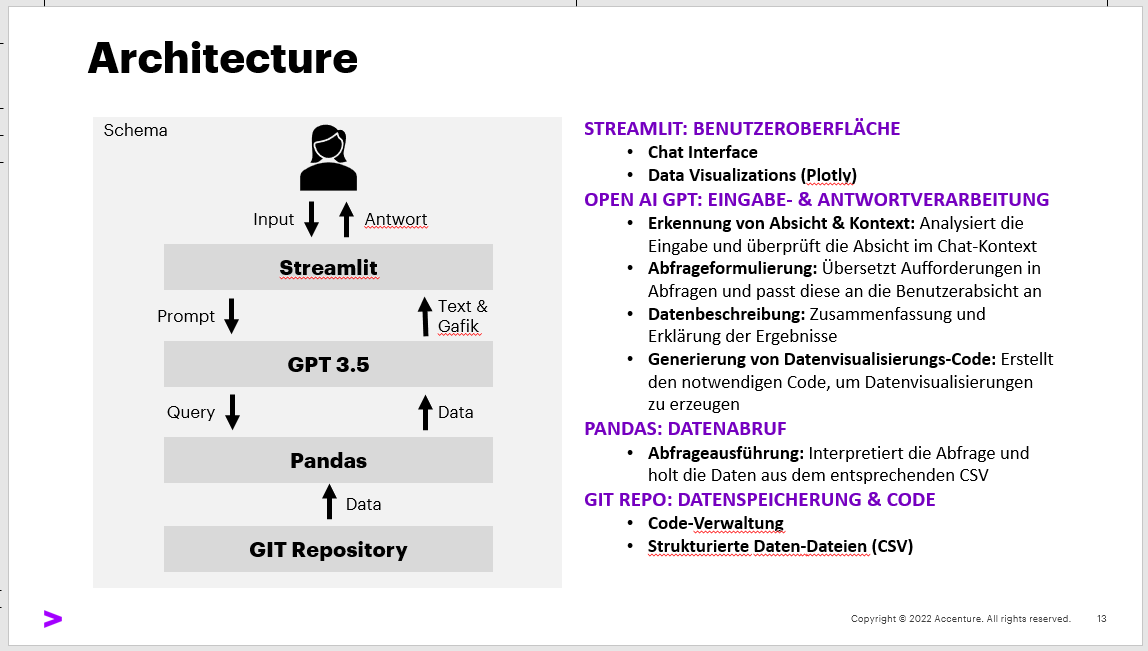 Architecture
Schema
Input
Antwort
Streamlit
Prompt
Text &
Gafik
GPT 3.5
Query
Data
Pandas
Data
GIT Repository
STREAMLIT: BENUTZEROBERFLÄCHE
• Chat Interface
• Data Visualizations (Plotly)
OPEN AI GPT: EINGABE- & ANTWORTVERARBEITUNG
• Erkennung von Absicht & Kontext: Analysiert die
Eingabe und überprüft die Absicht im Chat-Kontext
• Abfrageformulierung: Übersetzt Aufforderungen in
Abfragen und passt diese an die Benutzerabsicht an
• Datenbeschreibung: Zusammenfassung und
Erklärung der Ergebnisse
• Generierung von Datenvisualisierungs-Code: Erstellt
den notwendigen Code, um Datenvisualisierungen
zu erzeugen
PANDAS: DATENABRUF
• Abfrageausführung: Interpretiert die Abfrage und
holt die Daten aus dem entsprechenden CSV
GIT REPO: DATENSPEICHERUNG & CODE
• Code-Verwaltung
• Strukturierte Daten-Dateien (CSV)
Copyright © 2022 Accenture. All rights reserved.
13